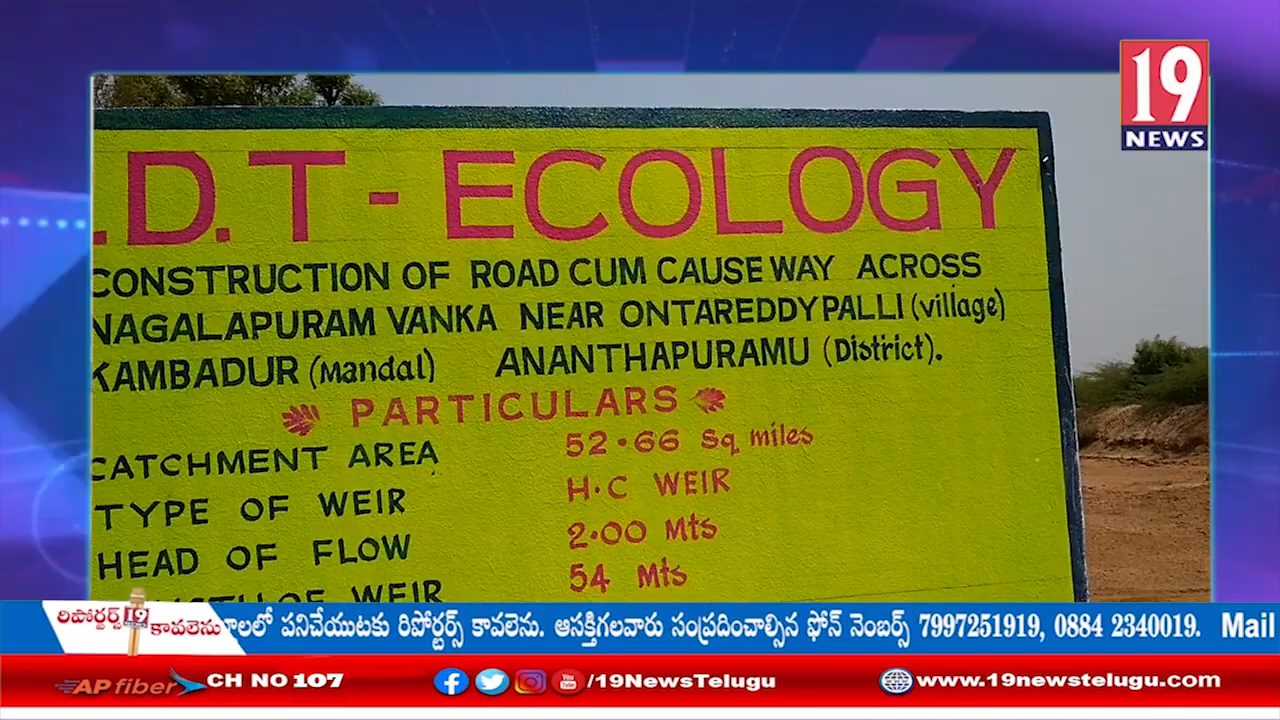 19
NEWS
.D.T - ECOLOGY
CONSTRUCTION OF ROAD CUM CAUSE WAY ACROSS
NAGALAPURAM VANKA NEAR ONTAREDDYPALLI (village)
KAMBADUR (Mandal) ANANTHAPURAMU (District).
PARTICULARS
CATCHMENT AREA 52.66 Sq miles
TYPE OF WEIR H.C WEIR
HEAD OF FLOW 2.00 Mts
OF WEIR 54 Mts
రిపోర్టర్స్ 19 కావలెను
లలో పనిచేయుటకు రిపోర్టర్స్ కావలెను. ఆసక్తిగలవారు సంప్రదించాల్సిన ఫోన్ నెంబర్స్ 7997251919, 0884 2340019. Mail
AP fiber CH NO 107 /19NewsTelugu www.19newstelugu.com